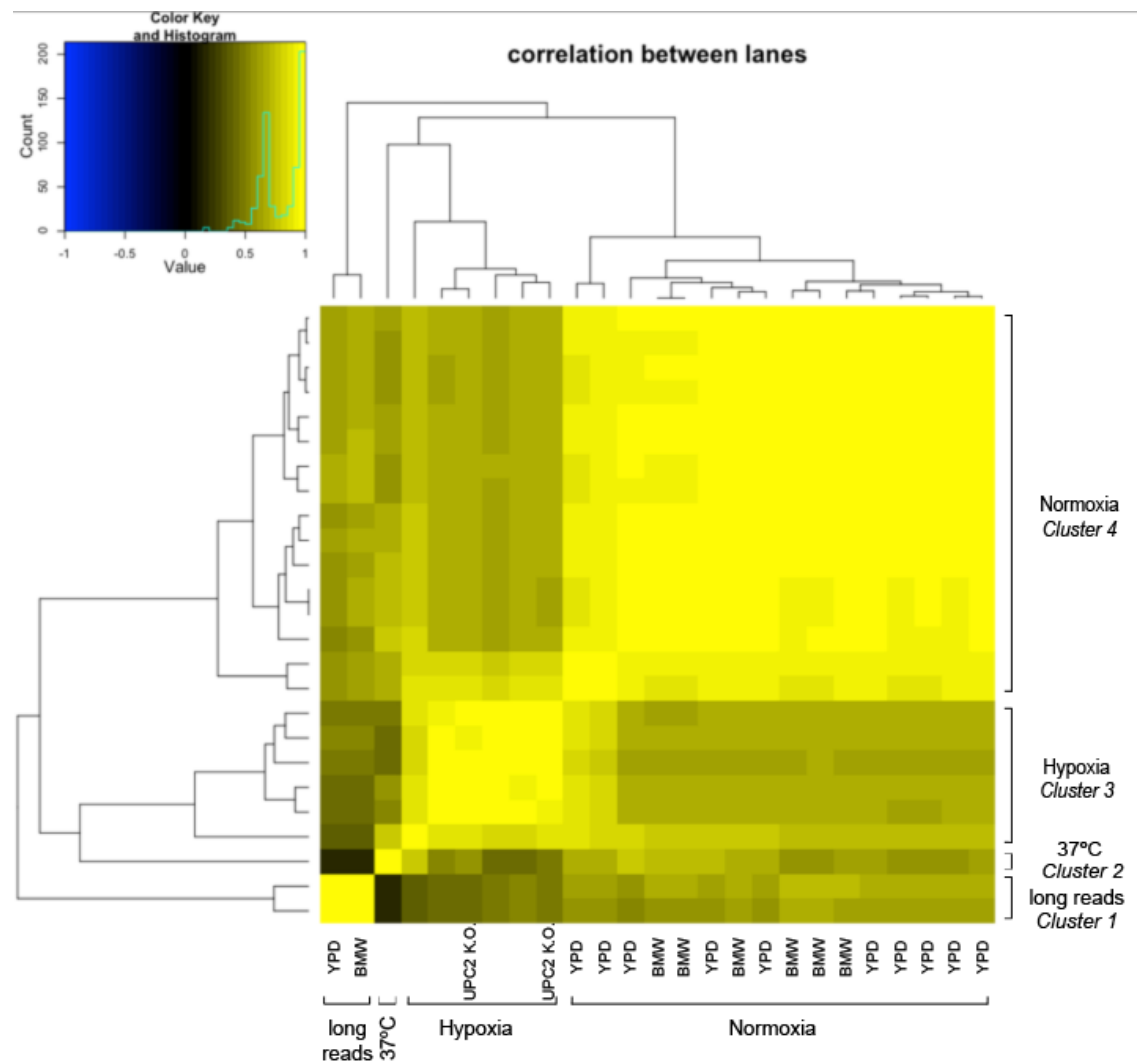 Color Key
and Histogram
correlation between lanes
Count
0
50
100
150
200
-1
-0.5
0
0.5
1
Value
Normoxia
Cluster 4
Hypoxia
Cluster 3
37ºC
Cluster 2
long reads
Cluster 1
YPD
BMW
UPC2 K.O.
UPC2 K.O.
YPD
YPD
YPD
BMW
BMW
YPD
BMW
YPD
BMW
BMW
BMW
YPD
YPD
YPD
YPD
YPD
long
reads
37ºC
Hypoxia
Normoxia